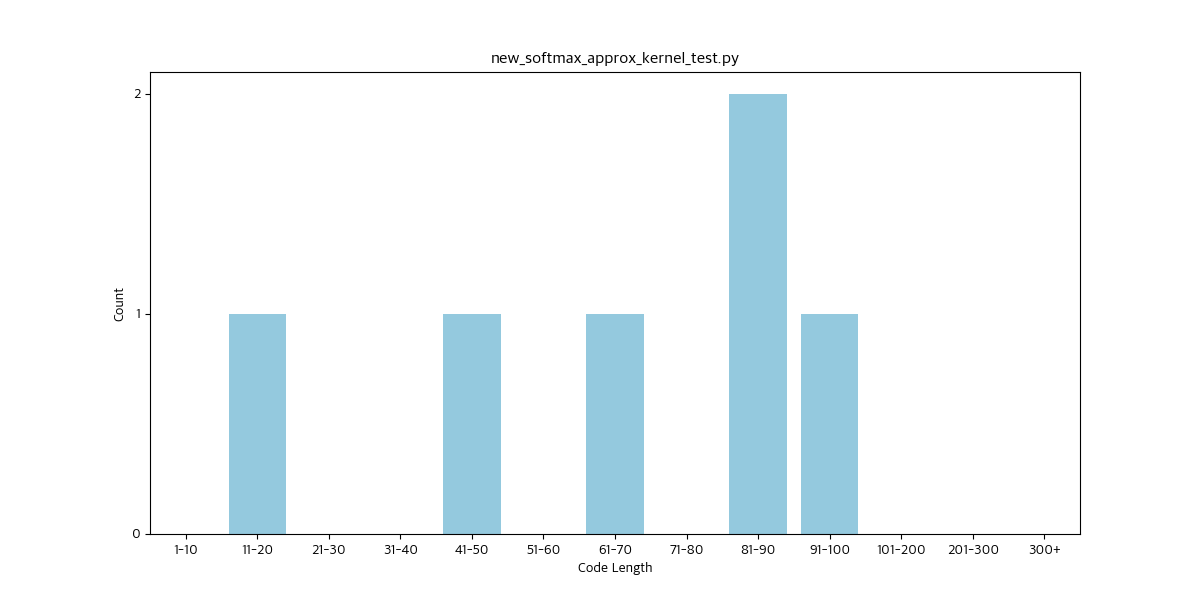 new_softmax_approx_kernel_test.py
2
1
0
Count
1-10 11-20 21-30 31-40 41-50 51-60 61-70 71-80 81-90 91-100 101-200 201-300 300+
Code Length